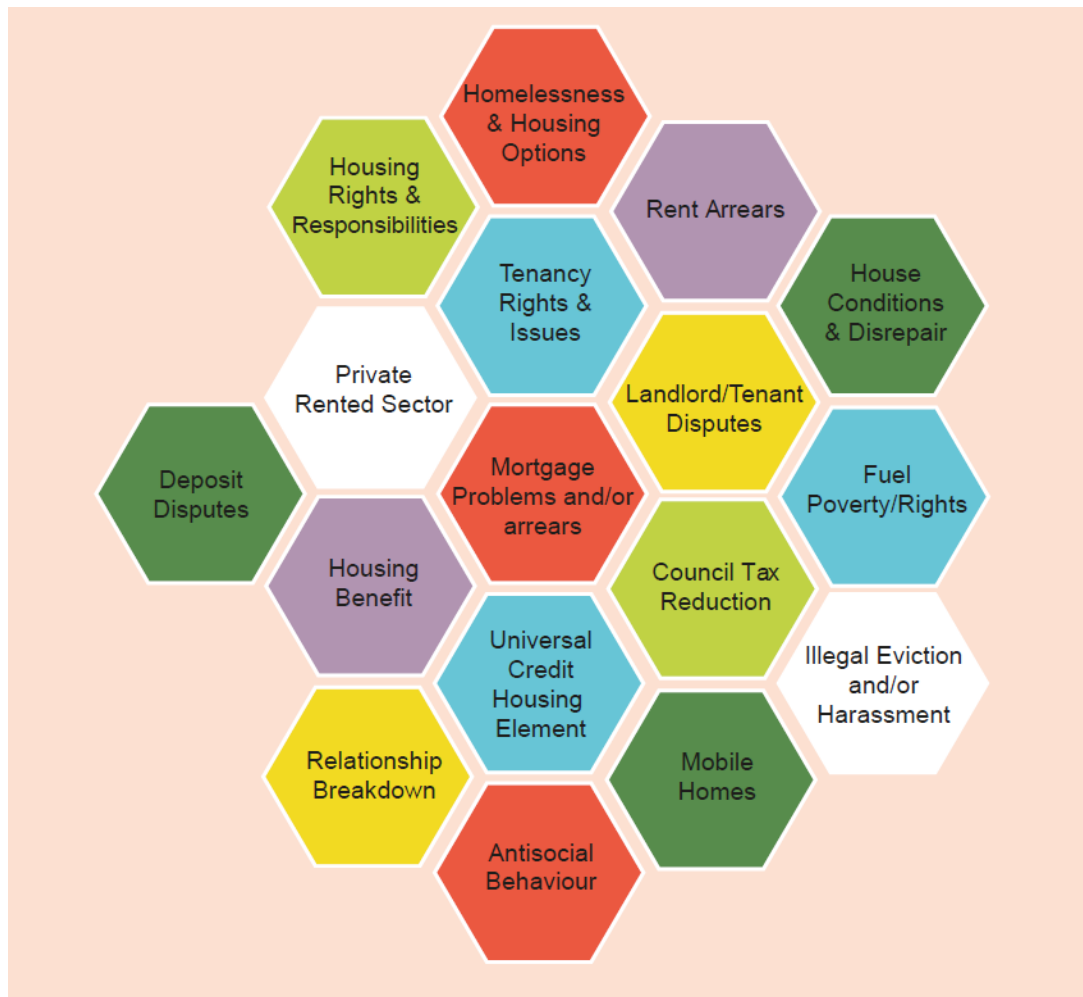 Homelessness
& Housing
Options
Housing
Rights &
Responsibilities
Rent Arrears
Tenancy
Rights &
Issues
House
Conditions
& Disrepair
Private
Rented Sector
Landlord/Tenant
Disputes
Deposit
Disputes
Mortgage
Problems and/or
arrears
Fuel
Poverty/Rights
Housing
Benefit
Council Tax
Reduction
Universal
Credit
Housing
Element
Illegal Eviction
and/or
Harassment
Relationship
Breakdown
Mobile
Homes
Antisocial
Behaviour